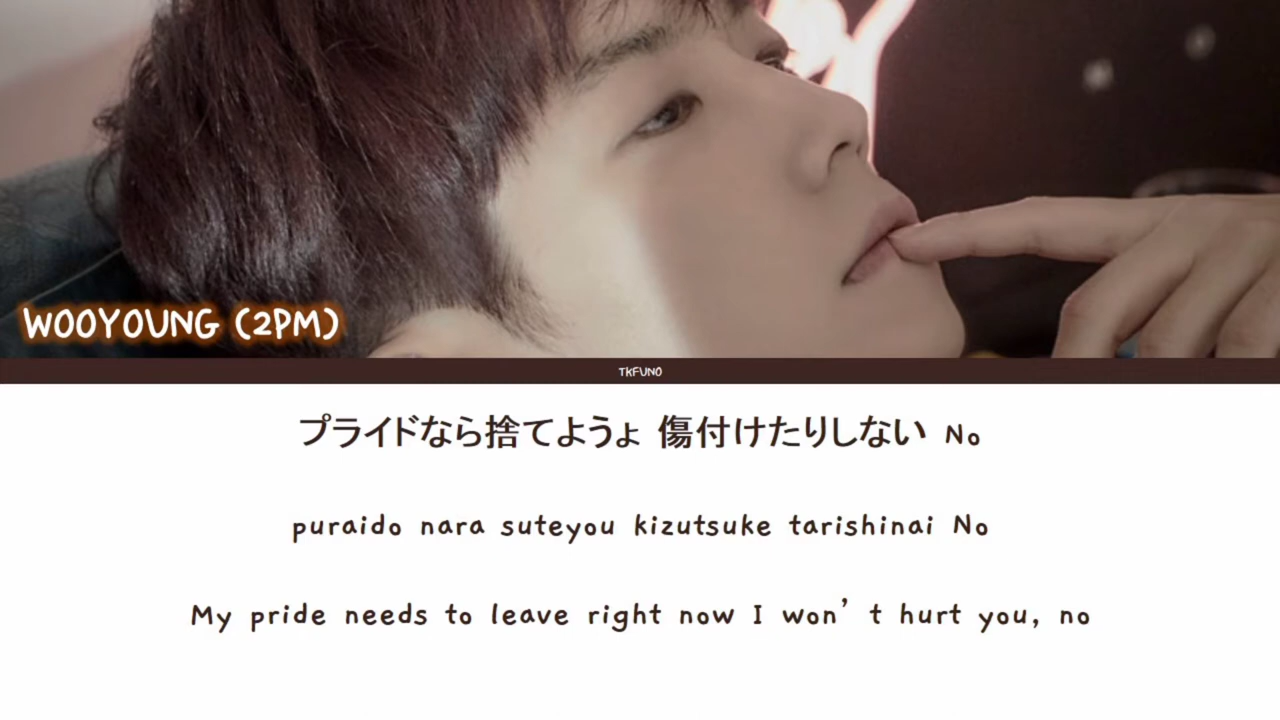 WOOYOUNG (2PM)
TKFUNO
プライドなら捨てようょ 傷付けたりしない No
puraido nara suteyou kizutsuke tarishinai No
My pride needs to leave right now I won’t hurt you, no